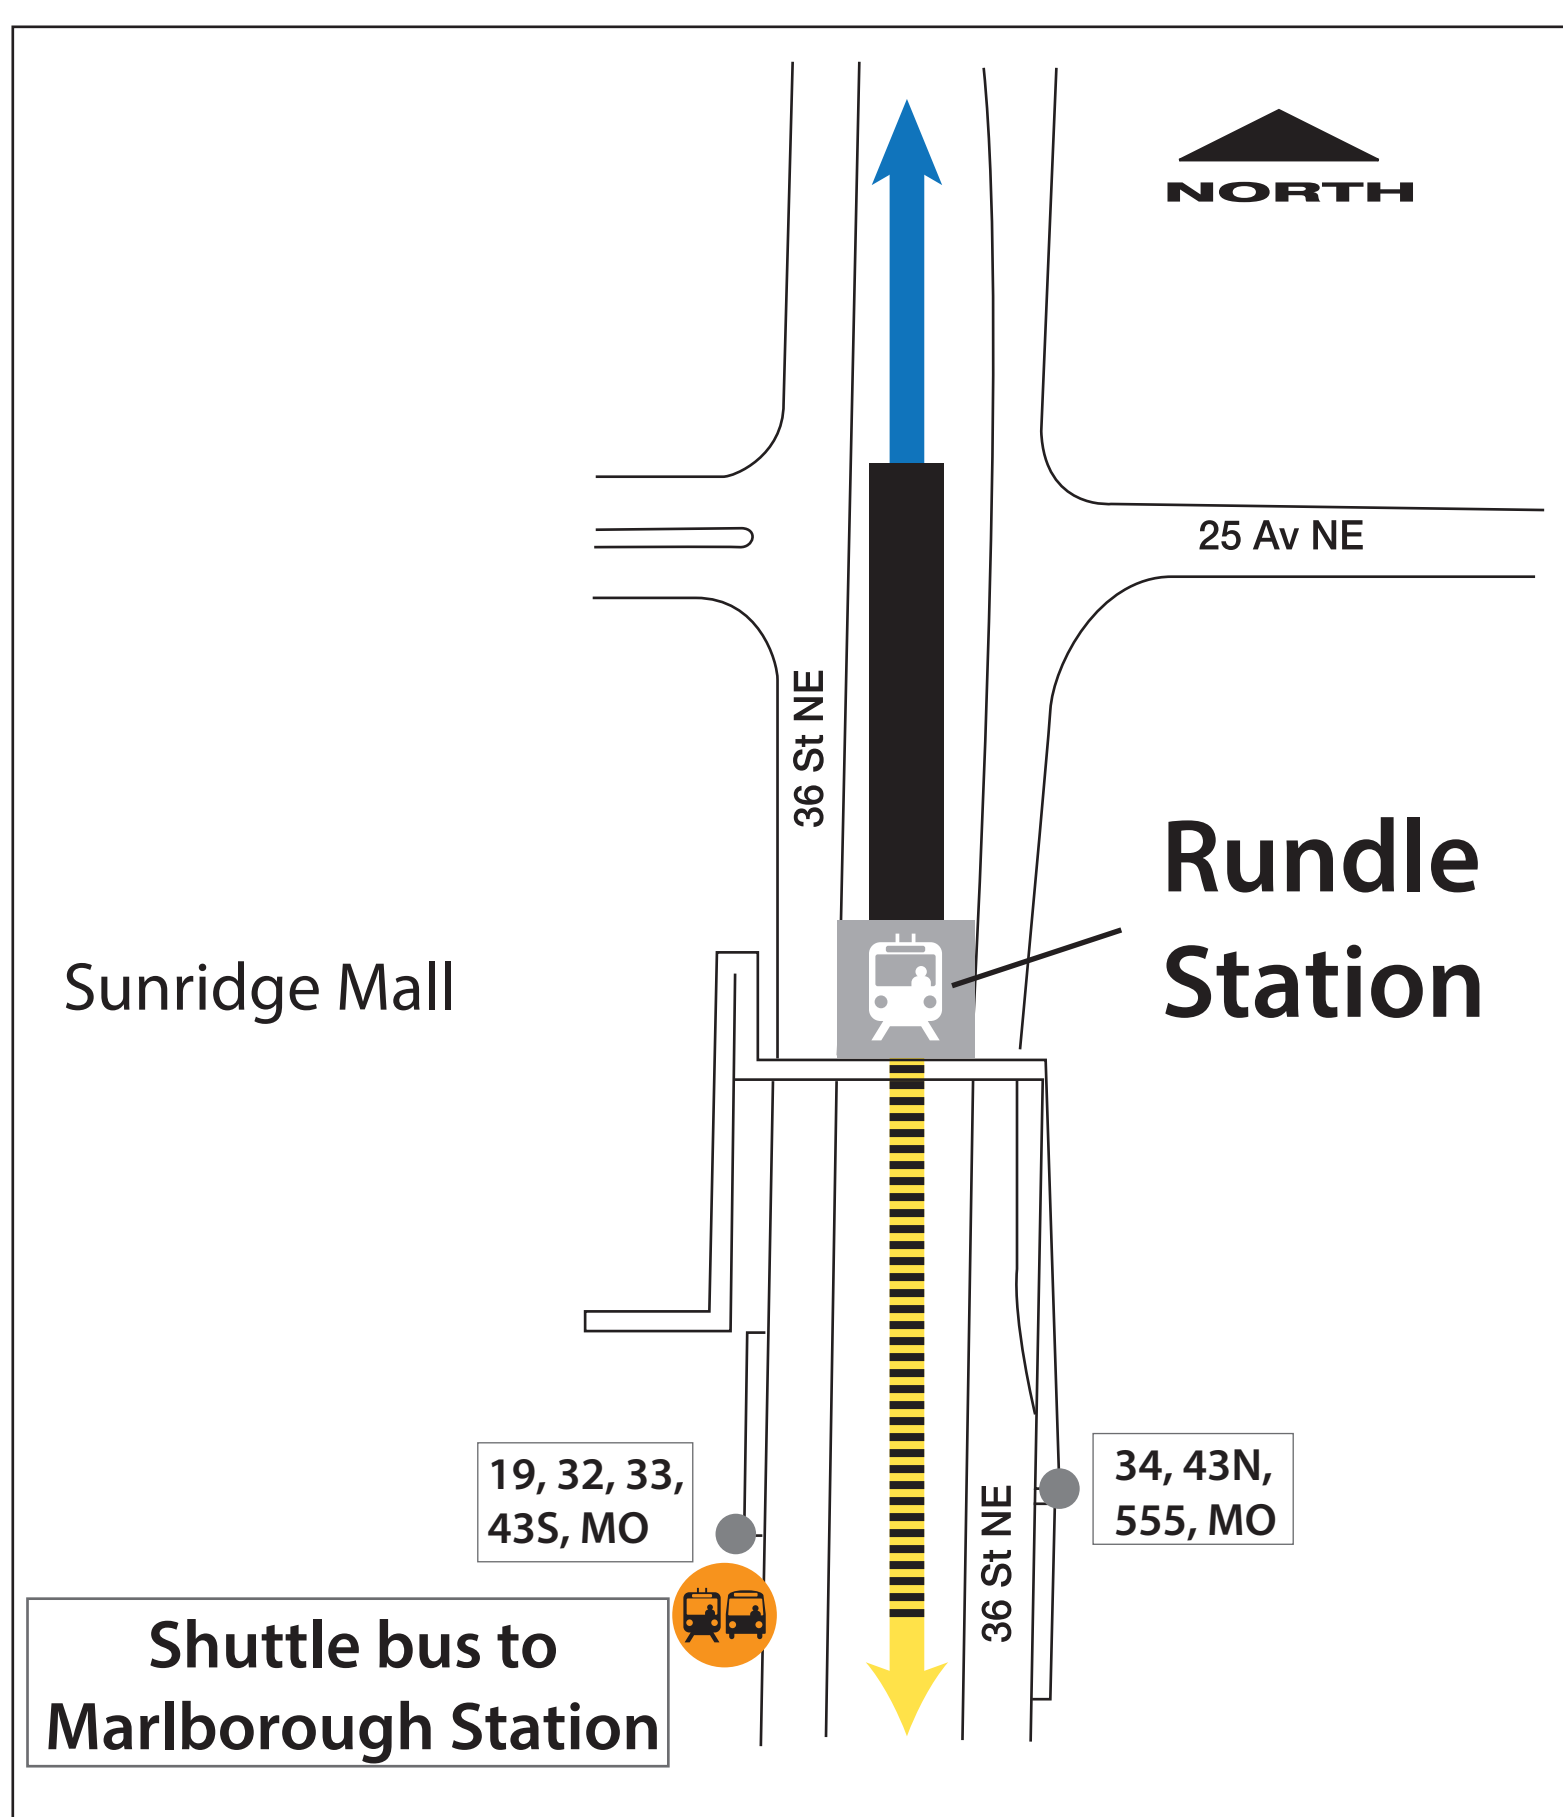 NORTH
25 Av NE
36 St NE
Rundle
Station
Sunridge Mall
19, 32, 33,
43S, MO
34, 43N,
555, MO
36 St NE
Shuttle bus to
Marlborough Station